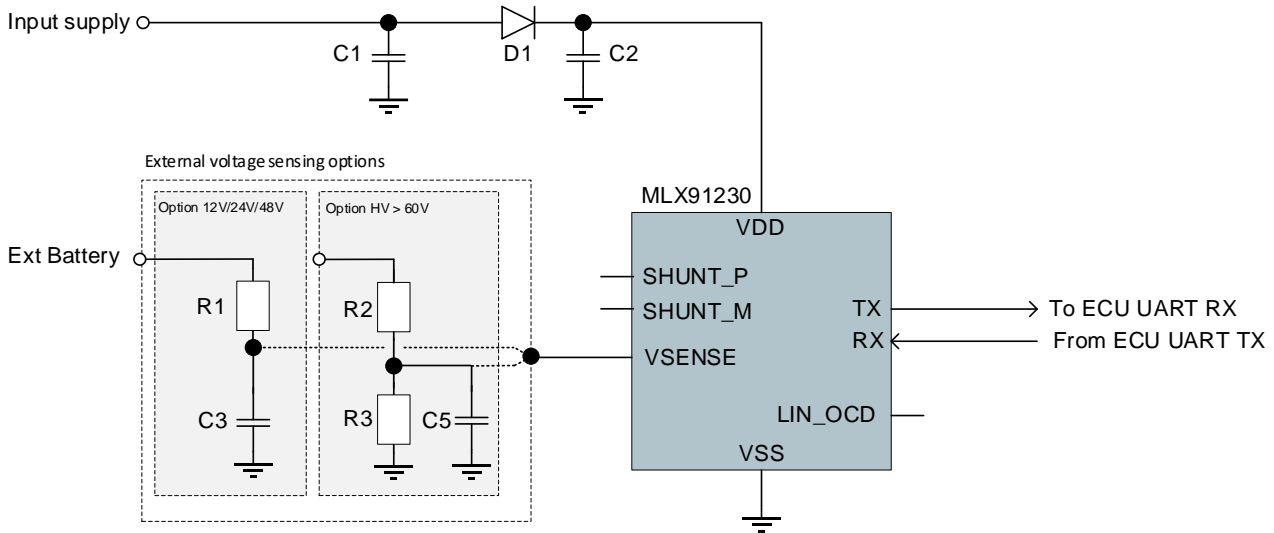 Input supply
C1
D1
C2
External voltage sensing options
Option 12V/24V/48V
Option HV > 60V
MLX91230
VDD
Ext Battery
SHUNT_P
R1
R2
SHUNT_M
TX
To ECU UART RX
RX
From ECU UART TX
VSENSE
C3
R3
C5
LIN_OCD
VSS